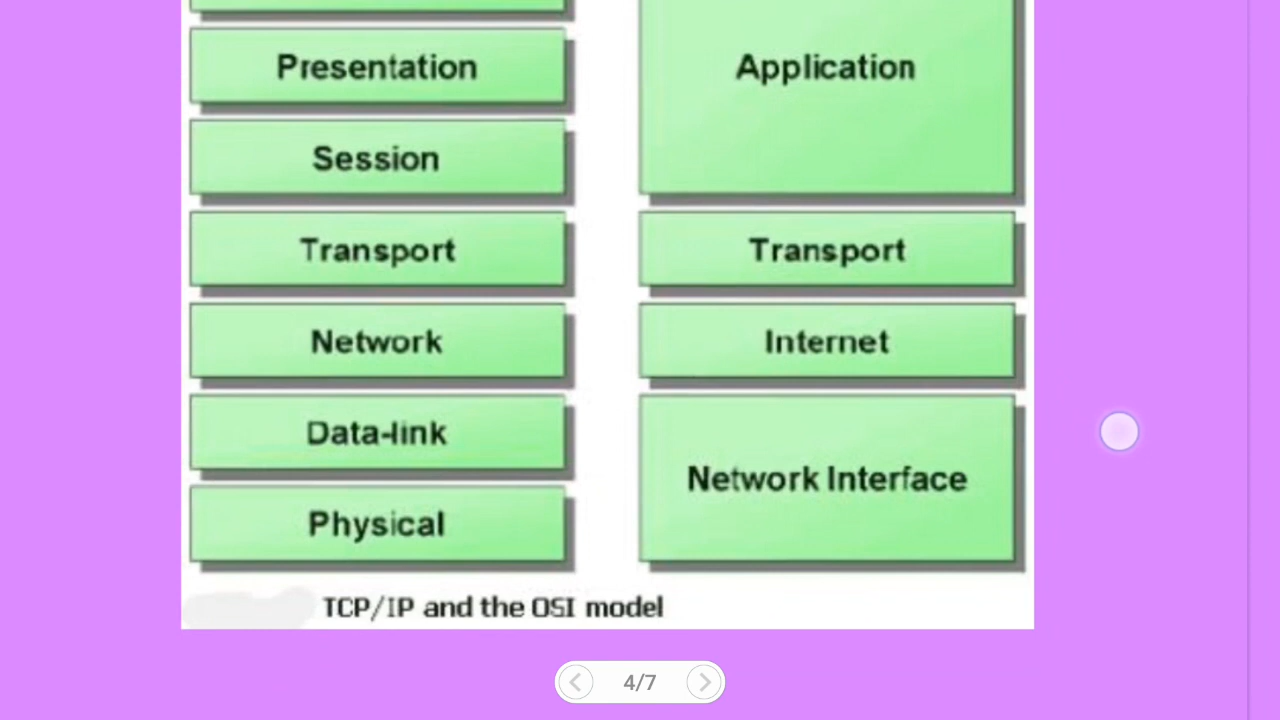 Presentation
Application
Session
Transport
Transport
Network
Internet
Data-link
Network Interface
Physical
TCP/IP and the OSI model
4/7